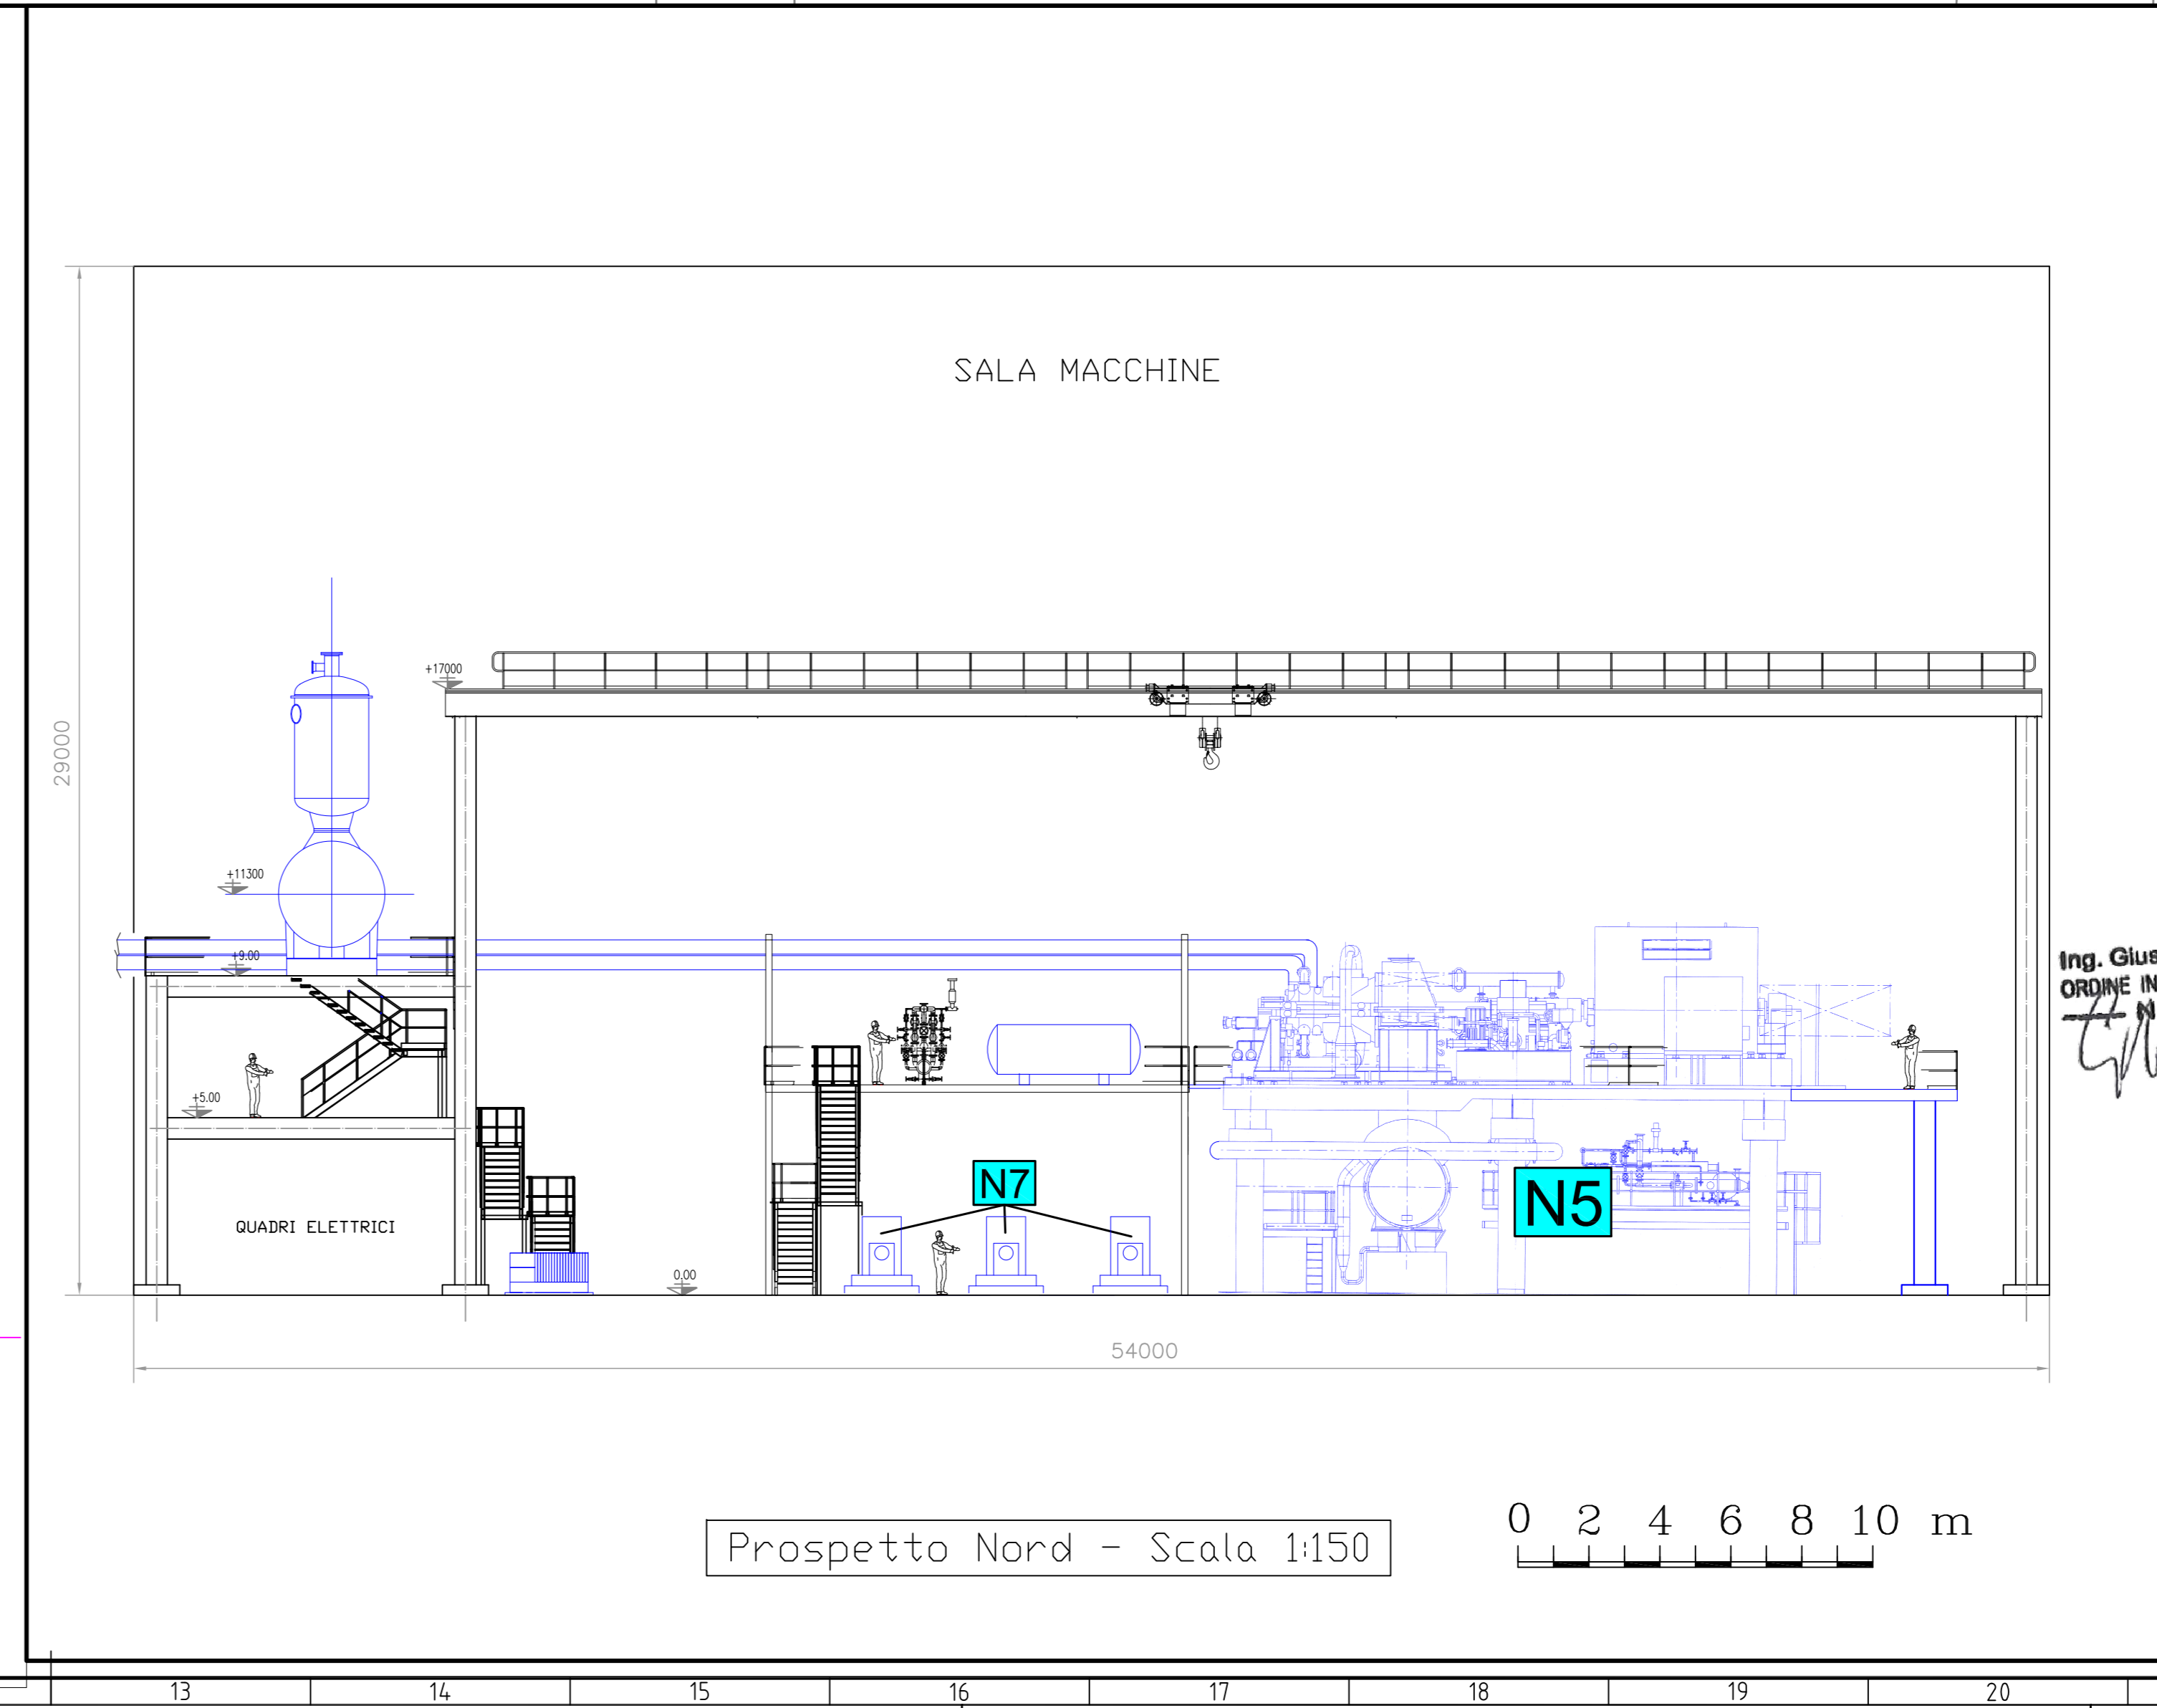 SALA MACCHINE
29000
+17000
+11300
+9.00
+5.00
Ing. Gius
ORDINE IN
N7
N5
QUADRI ELETTRICI
0.00
54000
Prospetto Nord - Scala 1:150
0 2 4 6 8 10 m
13 14 15 16 17 18 19 20